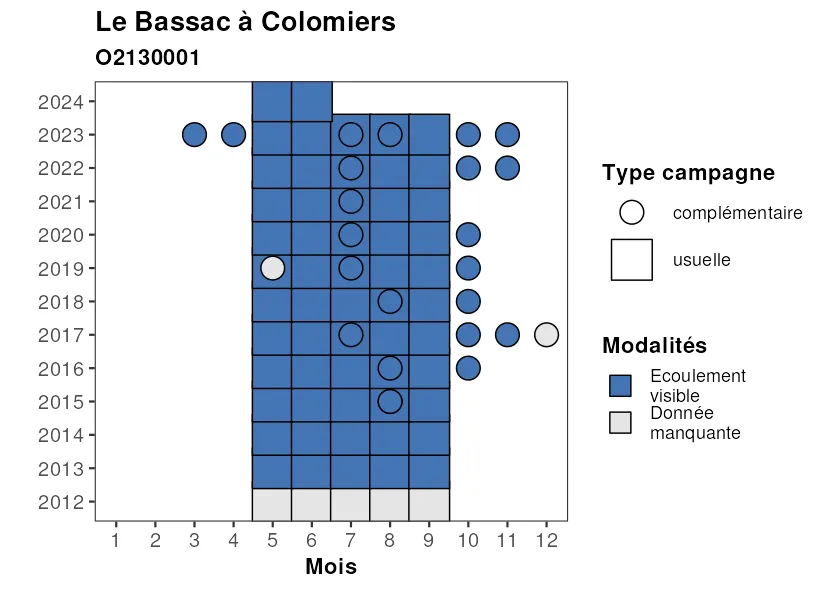 Le Bassac à Colomiers
O2130001
2024
2023
2022
2021
2020
2019
2018
2017
2016
2015
2014
2013
2012
1 2 3 4 5 6 7 8 9 10 11 12
Mois
Type campagne
complémentaire
usuelle
Modalités
Ecoulement
visible
Donnée
manquante